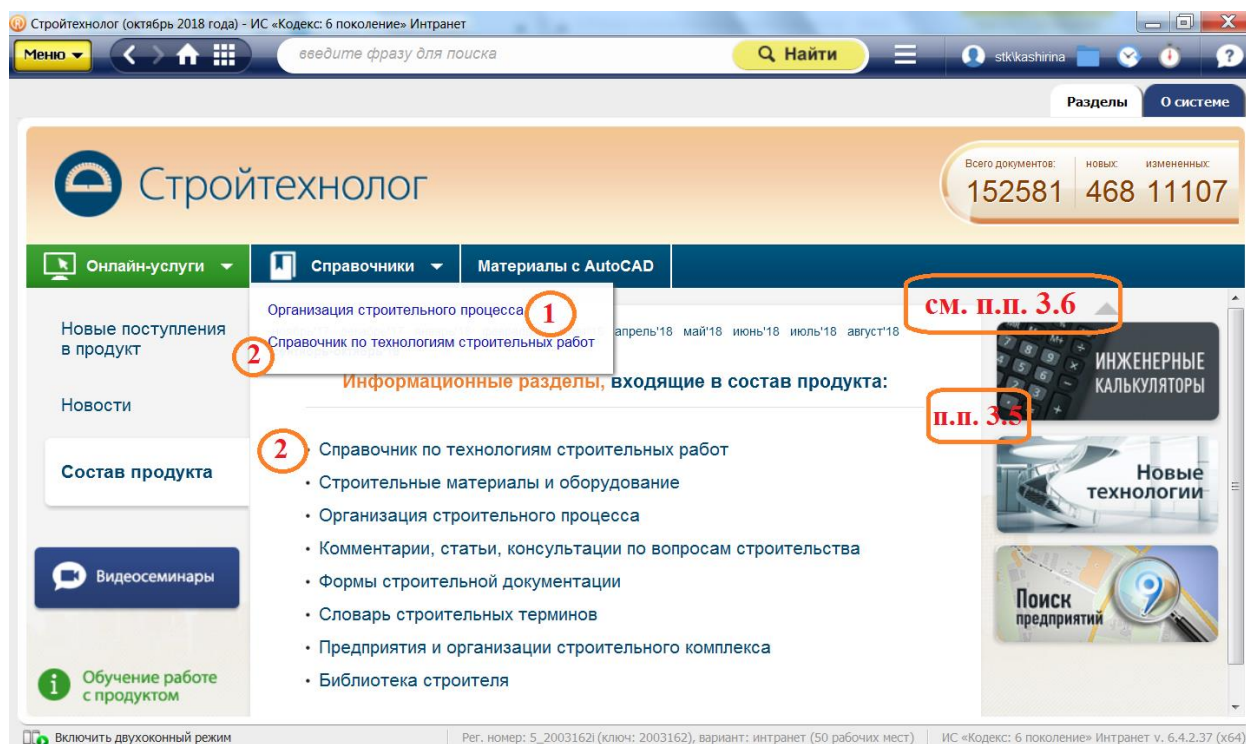 Стройтехнолог (октябрь 2018 года) - ИС «Кодекс: 6 поколение» Интранет
Меню
введите фразу для поиска
Найти
stk\kashirina
Разделы
О системе
Стройтехнолог
Всего документов: новых: измененных:
152581 468 11107
Онлайн-услуги
Справочники
Материалы с AutoCAD
Организация строительного процесса
1
см. п.п. 3.6
апрель'18 май'18 июнь'18 июль'18 август'18
2
Справочник по технологиям строительных работ
Новые поступления
в продукт
Новости
Состав продукта
Видеосеминары
Обучение работе
с продуктом
Информационные разделы, входящие в состав продукта:
2
• Справочник по технологиям строительных работ
• Строительные материалы и оборудование
• Организация строительного процесса
• Комментарии, статьи, консультации по вопросам строительства
• Формы строительной документации
• Словарь строительных терминов
• Предприятия и организации строительного комплекса
• Библиотека строителя
ИНЖЕНЕРНЫЕ
КАЛЬКУЛЯТОРЫ
п.п. 3.5
Новые
технологии
Поиск
предприятий
Включить двухоконный режим
Рег. номер: 5_2003162i (ключ: 2003162), вариант: интранет (50 рабочих мест)
ИС «Кодекс: 6 поколение» Интранет v. 6.4.2.37 (x64)